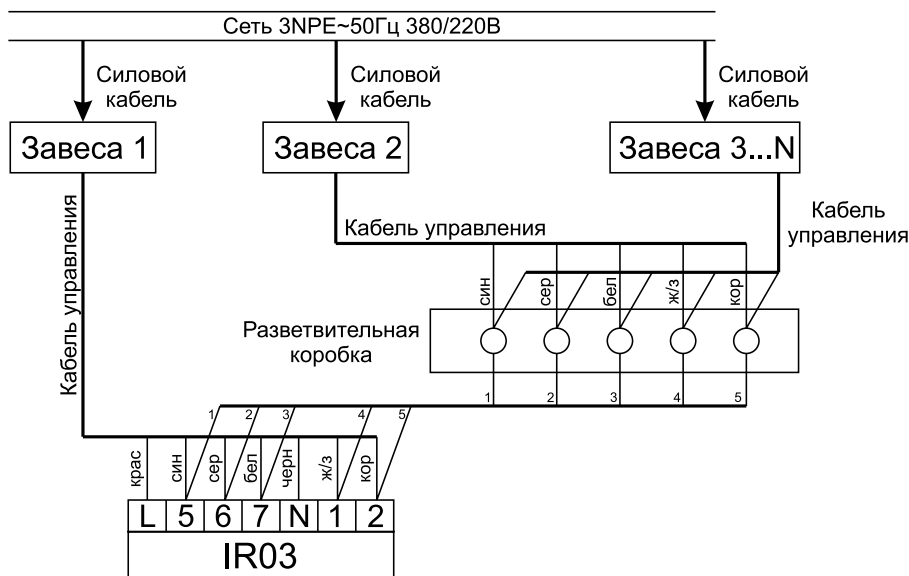 Сеть 3NPE~50Гц 380/220В
Силовой
кабель
Силовой
кабель
Силовой
кабель
Завеса 1
Завеса 2
Завеса 3...N
Кабель управления
Кабель управления
Кабель
управления
син
сер
бел
ж/з
кор
Разветвительная
коробка
1
2
3
4
5
1
2
3
4
5
крас
син
сер
бел
черн
ж/з
кор
L
5
6
7
N
1
2
IR03